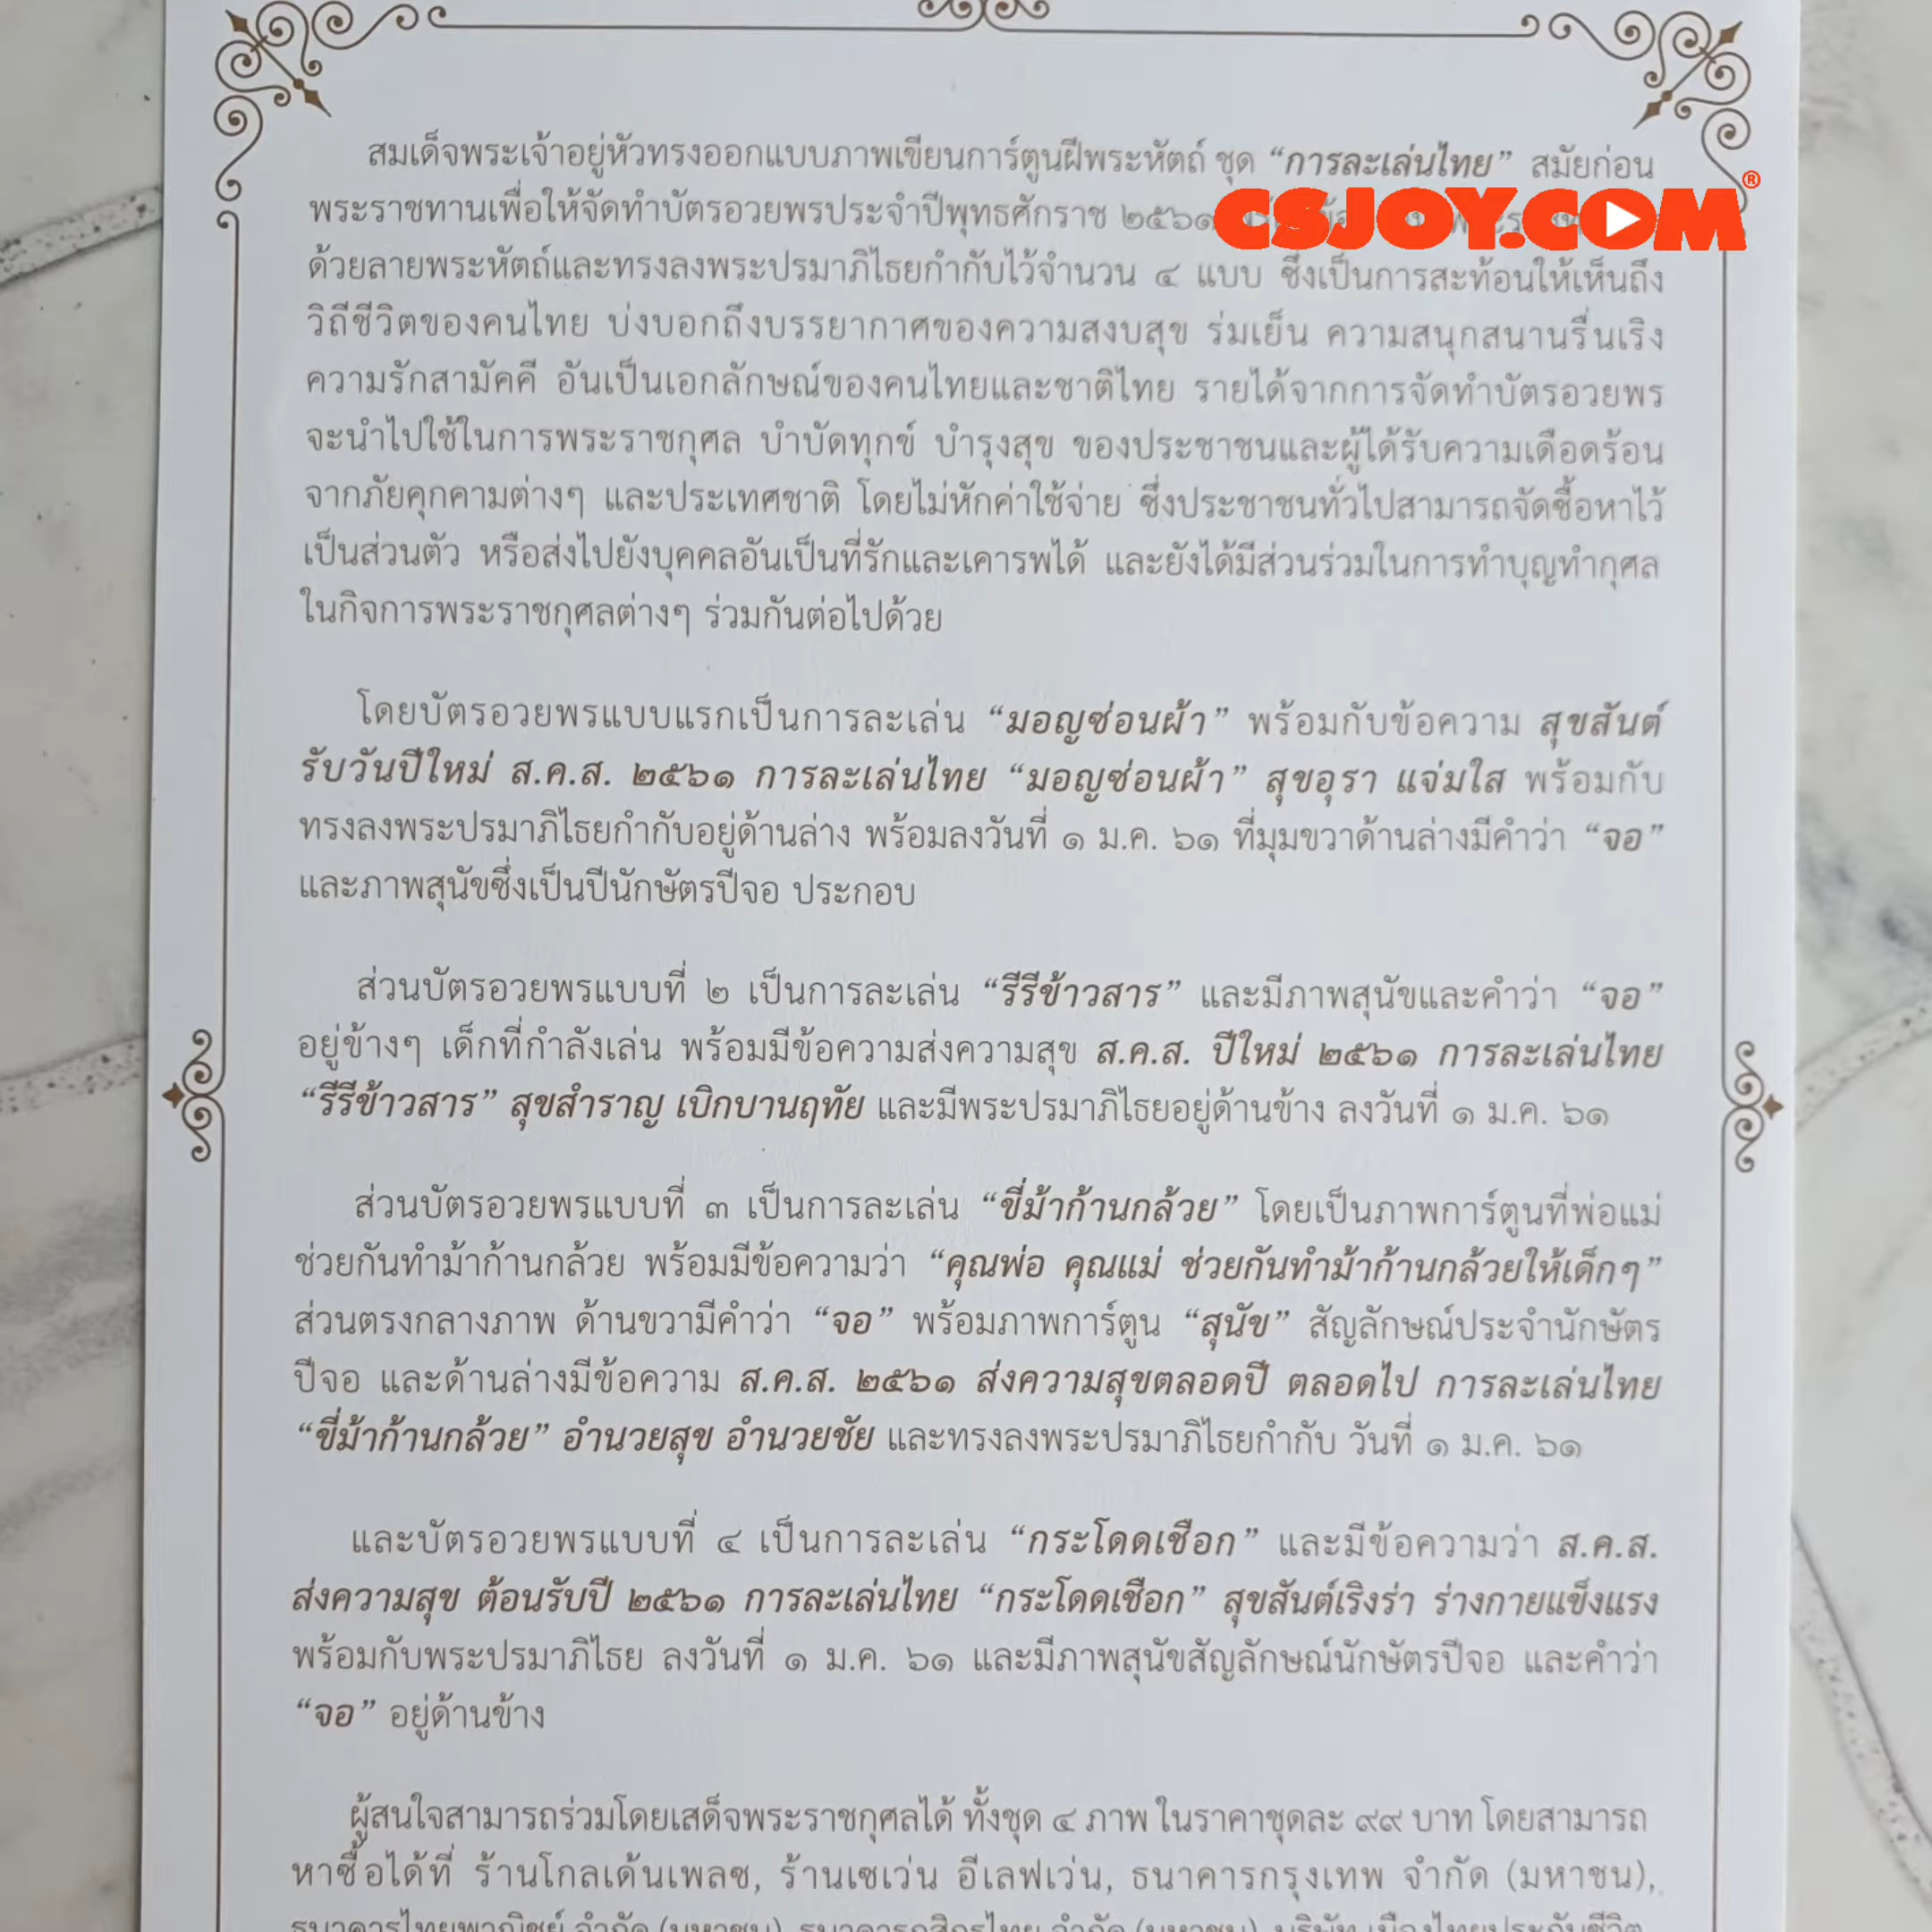 สมเด็จพระเจ้าอยู่หัวทรงออกแบบภาพเขียนการ์ตูนฝีพระหัตถ์ ชุด “การละเล่นไทย” สมัยก่อน
พระราชทานเพื่อให้จัดทำบัตรอวยพรประจำปีพุทธศักราช ๒๕๖๑
CSJOY.COM®
ด้วยลายพระหัตถ์และทรงลงพระปรมาภิไธยกำกับไว้จำนวน ๔ แบบ ซึ่งเป็นการสะท้อนให้เห็นถึง
วิถีชีวิตของคนไทย บ่งบอกถึงบรรยากาศของความสงบสุข ร่มเย็น ความสนุกสนานรื่นเริง
ความรักสามัคคี อันเป็นเอกลักษณ์ของคนไทยและชาติไทย รายได้จากการจัดทำบัตรอวยพร
จะนำไปใช้ในการพระราชกุศล บำบัดทุกข์ บำรุงสุข ของประชาชนและผู้ได้รับความเดือดร้อน
จากภัยคุกคามต่างๆ และประเทศชาติ โดยไม่หักค่าใช้จ่าย ซึ่งประชาชนทั่วไปสามารถจัดซื้อหาไว้
เป็นส่วนตัว หรือส่งไปยังบุคคลอันเป็นที่รักและเคารพได้ และยังได้มีส่วนร่วมในการทำบุญทำกุศล
ในกิจการพระราชกุศลต่างๆ ร่วมกันต่อไปด้วย
โดยบัตรอวยพรแบบแรกเป็นการละเล่น “มอญซ่อนผ้า” พร้อมกับข้อความ สุขสันต์
รับวันปีใหม่ ส.ค.ส. ๒๕๖๑ การละเล่นไทย “มอญซ่อนผ้า” สุขอุรา แจ่มใส พร้อมกับ
ทรงลงพระปรมาภิไธยกำกับอยู่ด้านล่าง พร้อมลงวันที่ ๑ ม.ค. ๖๑ ที่มุมขวาด้านล่างมีคำว่า “จอ”
และภาพสุนัขซึ่งเป็นปีนักษัตรปีจอ ประกอบ
ส่วนบัตรอวยพรแบบที่ ๒ เป็นการละเล่น “รีรีข้าวสาร” และมีภาพสุนัขและคำว่า “จอ”
อยู่ข้างๆ เด็กที่กำลังเล่น พร้อมมีข้อความส่งความสุข ส.ค.ส. ปีใหม่ ๒๕๖๑ การละเล่นไทย
“รีรีข้าวสาร” สุขสำราญ เบิกบานฤทัย และมีพระปรมาภิไธยอยู่ด้านข้าง ลงวันที่ ๑ ม.ค. ๖๑
ส่วนบัตรอวยพรแบบที่ ๓ เป็นการละเล่น “ขี่ม้าก้านกล้วย” โดยเป็นภาพการ์ตูนที่พ่อแม่
ช่วยกันทำม้าก้านกล้วย พร้อมมีข้อความว่า “คุณพ่อ คุณแม่ ช่วยกันทำม้าก้านกล้วยให้เด็กๆ”
ส่วนตรงกลางภาพ ด้านขวามีคำว่า “จอ” พร้อมภาพการ์ตูน “สุนัข” สัญลักษณ์ประจำนักษัตร
ปีจอ และด้านล่างมีข้อความ ส.ค.ส. ๒๕๖๑ ส่งความสุขตลอดปี ตลอดไป การละเล่นไทย
“ขี่ม้าก้านกล้วย” อำนวยสุข อำนวยชัย และทรงลงพระปรมาภิไธยกำกับ วันที่ ๑ ม.ค. ๖๑
และบัตรอวยพรแบบที่ ๔ เป็นการละเล่น “กระโดดเชือก” และมีข้อความว่า ส.ค.ส.
ส่งความสุข ต้อนรับปี ๒๕๖๑ การละเล่นไทย “กระโดดเชือก” สุขสันต์เริงร่า ร่างกายแข็งแรง
พร้อมกับพระปรมาภิไธย ลงวันที่ ๑ ม.ค. ๖๑ และมีภาพสุนัขสัญลักษณ์นักษัตรปีจอ และคำว่า
“จอ” อยู่ด้านข้าง
ผู้สนใจสามารถร่วมโดยเสด็จพระราชกุศลได้ ทั้งชุด ๔ ภาพ ในราคาชุดละ ๙๙ บาท โดยสามารถ
หาซื้อได้ที่ ร้านโกลเด้นเพลซ, ร้านเซเว่น อีเลฟเว่น, ธนาคารกรุงเทพ จำกัด (มหาชน),
ธนาคารไทยพาณิชย์ จำกัด (มหาชน), ธนาคารกสิกรไทย จำกัด (มหาชน), บริษัท เมืองไทยประกันชีวิต